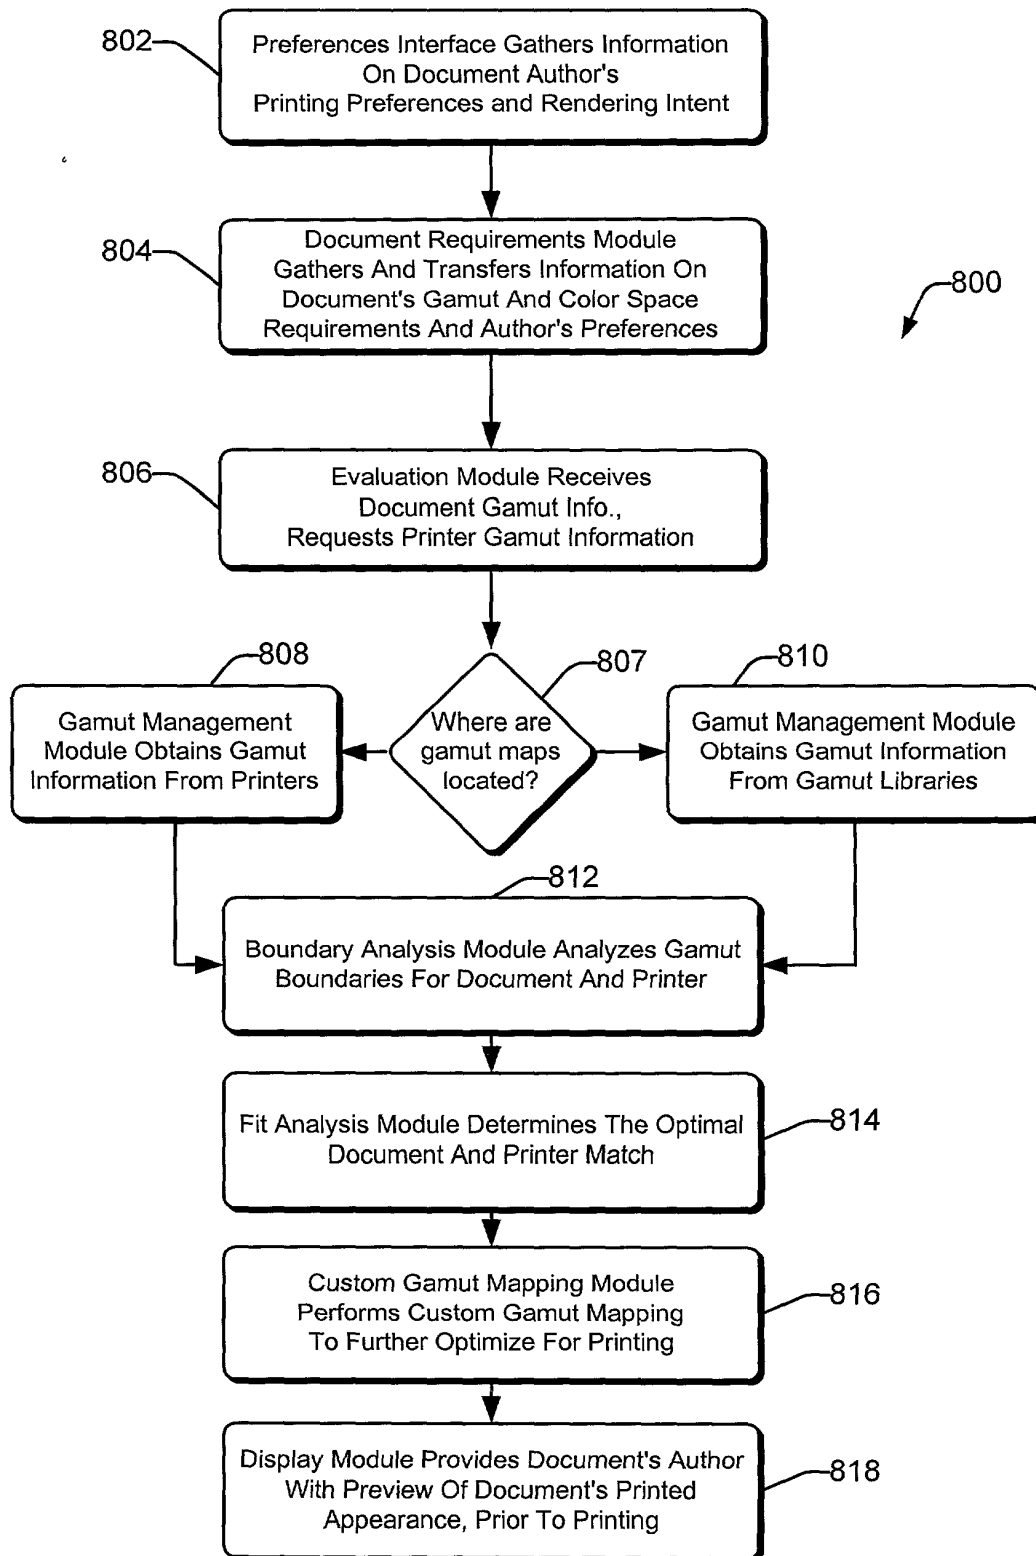 802
Preferences Interface Gathers Information
On Document Author's
Printing Preferences and Rendering Intent
804
Document Requirements Module
Gathers And Transfers Information On
Document's Gamut And Color Space
Requirements And Author's Preferences
800
806
Evaluation Module Receives
Document Gamut Info.,
Requests Printer Gamut Information
808
807
810
Gamut Management
Module Obtains Gamut
Information From Printers
Where are
gamut maps
located?
Gamut Management Module
Obtains Gamut Information
From Gamut Libraries
812
Boundary Analysis Module Analyzes Gamut
Boundaries For Document And Printer
Fit Analysis Module Determines The Optimal
Document And Printer Match
814
Custom Gamut Mapping Module
Performs Custom Gamut Mapping
To Further Optimize For Printing
816
Display Module Provides Document's Author
With Preview Of Document's Printed
Appearance, Prior To Printing
818